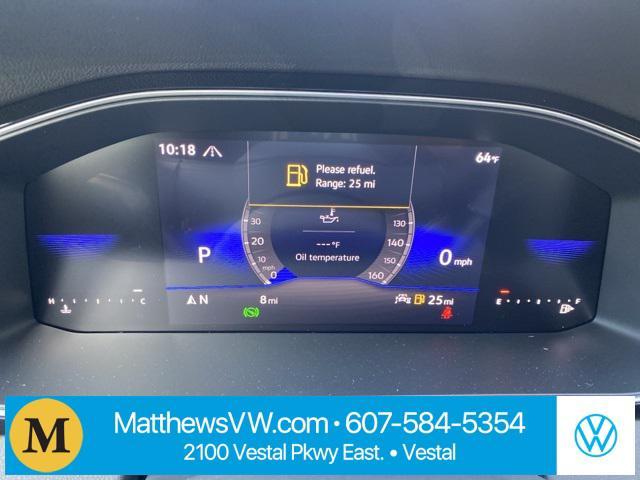 10:18
64°F
Please refuel.
Range: 25 mi
30
20
10
mph
0
130
140
150
160
---°F
Oil temperature
P
0 mph
H C
N
8 mi
25 mi
E F
M
MatthewsVW.com • 607-584-5354
2100 Vestal Pkwy East. • Vestal